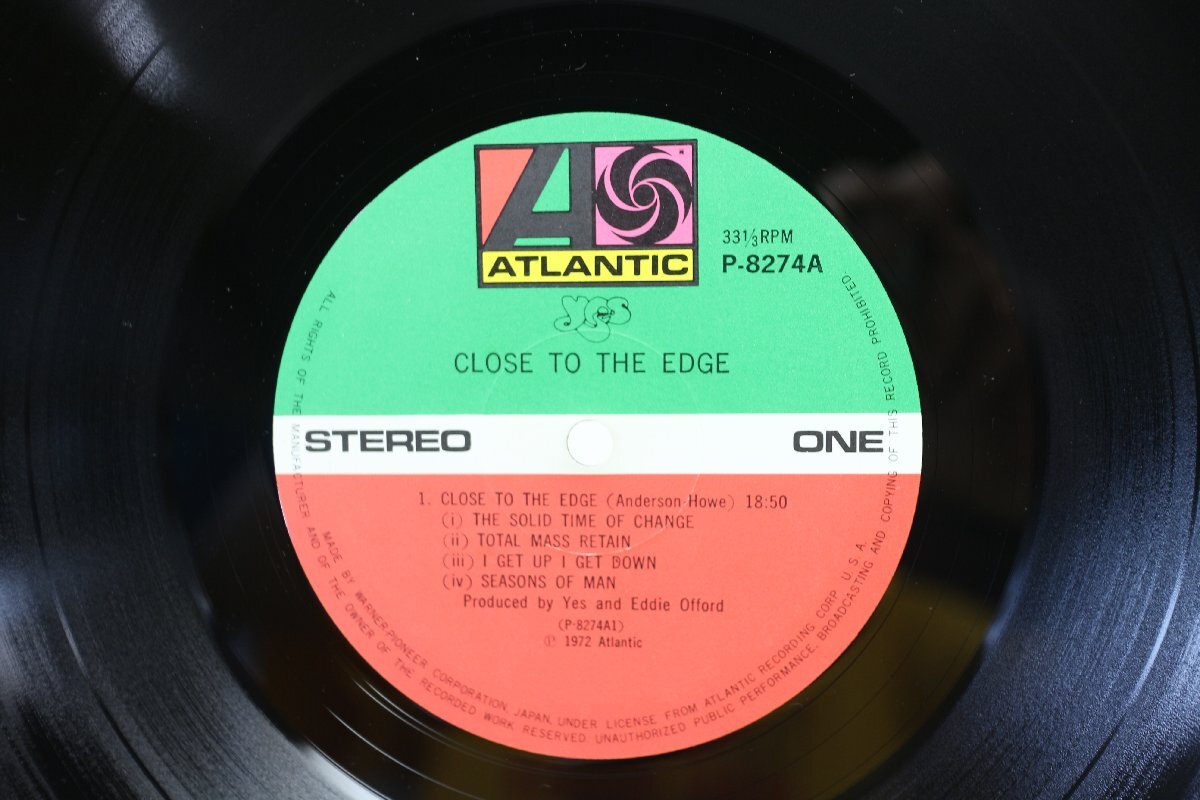 ATLANTIC
33 1/3 RPM
P-8274A
yes
CLOSE TO THE EDGE
STEREO
ONE
1. CLOSE TO THE EDGE (Anderson-Howe) 18:50
(i) THE SOLID TIME OF CHANGE
(ii) TOTAL MASS RETAIN
(iii) I GET UP I GET DOWN
(iv) SEASONS OF MAN
Produced by Yes and Eddie Offord
(P-8274A1)
℗ 1972 Atlantic
MADE BY WARNER-PIONEER CORPORATION, JAPAN, UNDER LICENSE FROM ATLANTIC RECORDING CORP. U. S. A.
ALL RIGHTS OF THE MANUFACTURER AND OF THE OWNER OF THE RECORDED WORK RESERVED. UNAUTHORIZED PUBLIC PERFORMANCE, BROADCASTING AND COPYING OF THIS RECORD PROHIBITED.